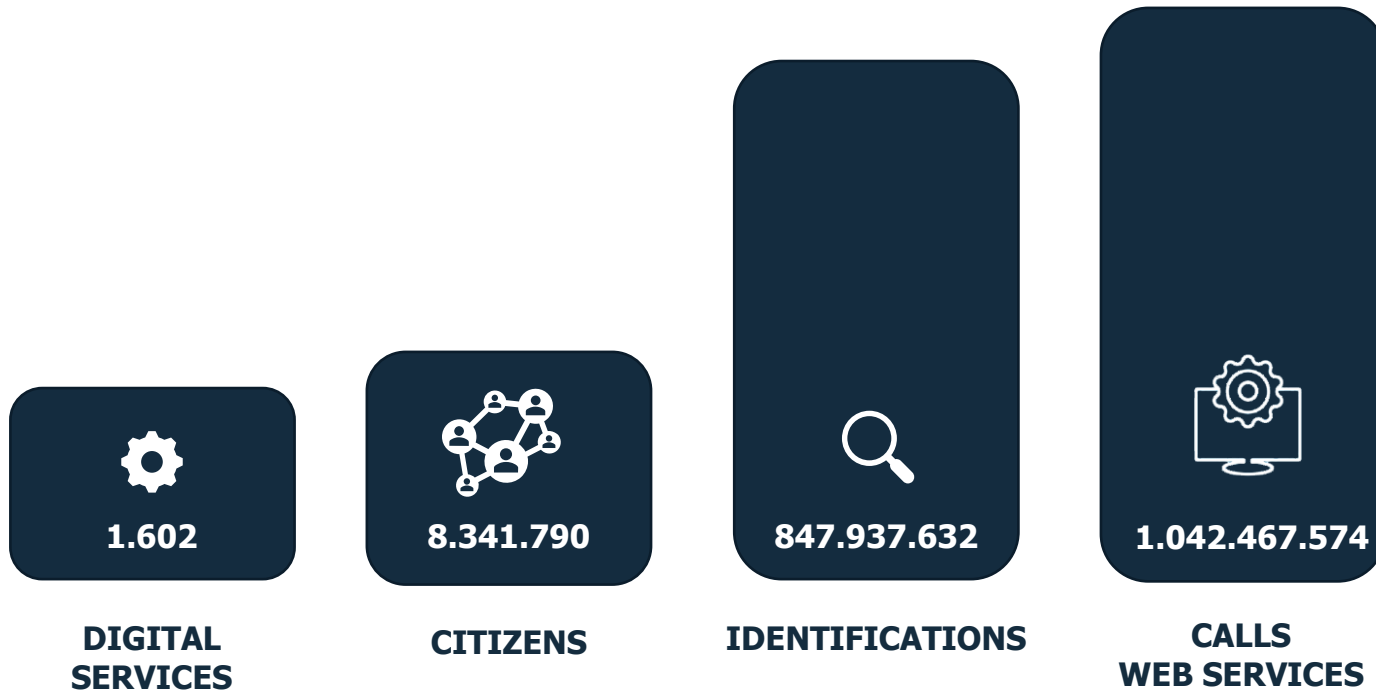 1.602
DIGITAL
SERVICES
8.341.790
CITIZENS
847.937.632
IDENTIFICATIONS
1.042.467.574
CALLS
WEB SERVICES